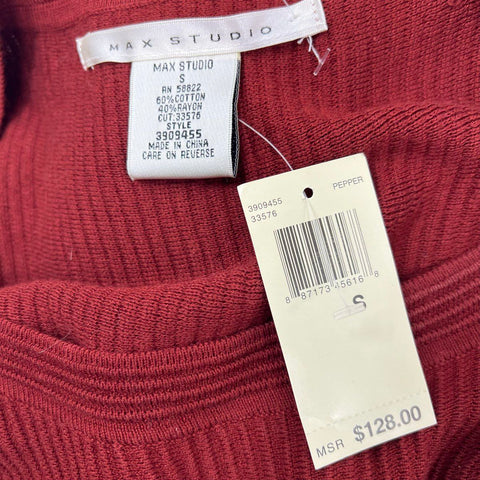 MAX STUDIO
MAX STUDIO
S
RN 58822
60%COTTON
40%RAYON
CUT:33576
STYLE
3909455
MADE IN CHINA
CARE ON REVERSE
3909455 PEPPER
33576
8 87173 45616 8
S
MSR $128.00